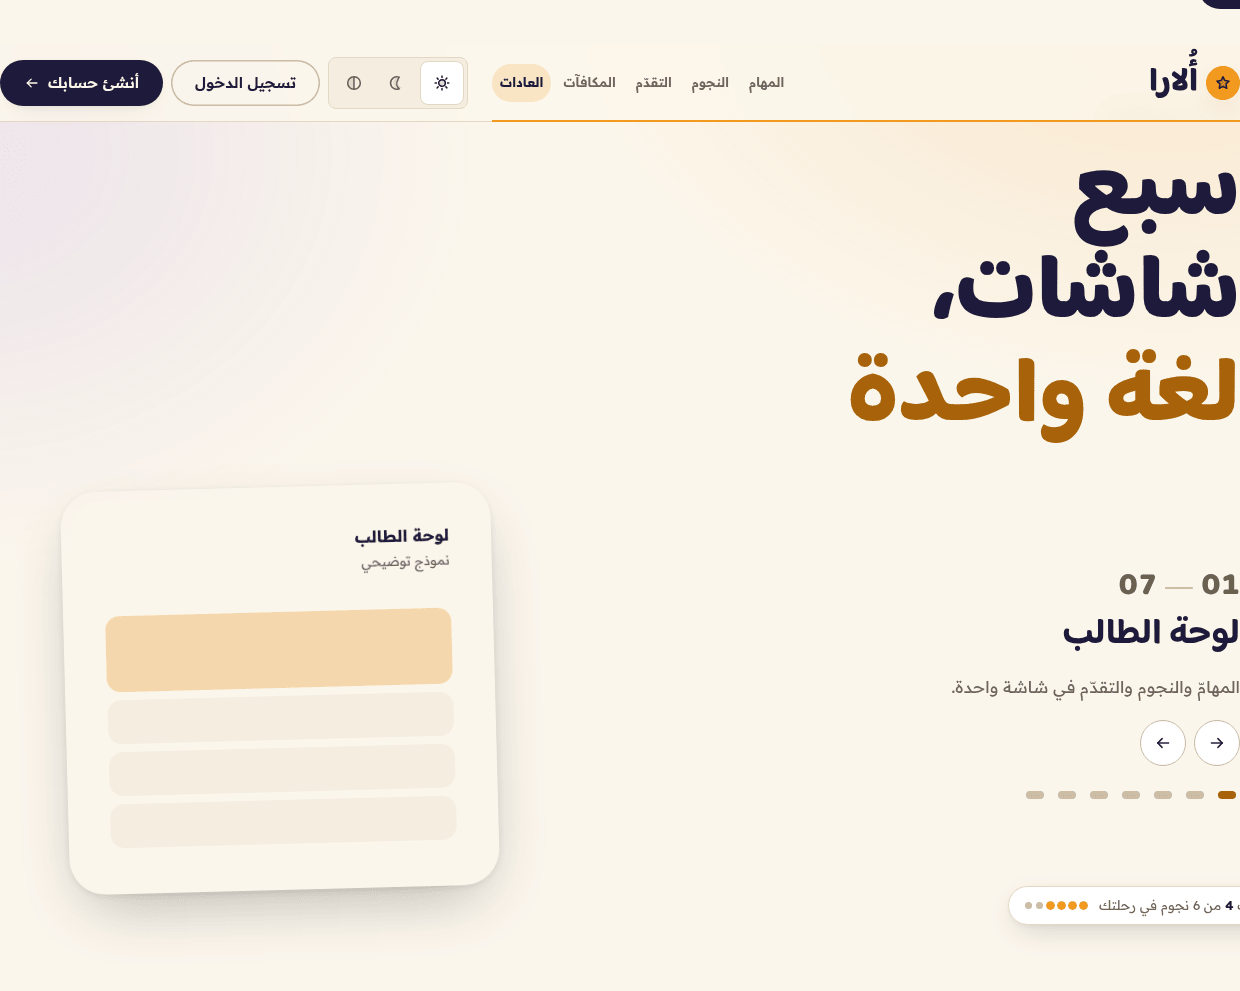 ألارا
المهام
النجوم
التقدّم
المكافآت
العادات
تسجيل الدخول
أنشئ حسابك ←
سبع
شاشات،
لغة واحدة
لوحة الطالب
نموذج توضيحي
01 — 07
لوحة الطالب
المهامّ والنجوم والتقدّم في شاشة واحدة.
4 من 6 نجوم في رحلتك